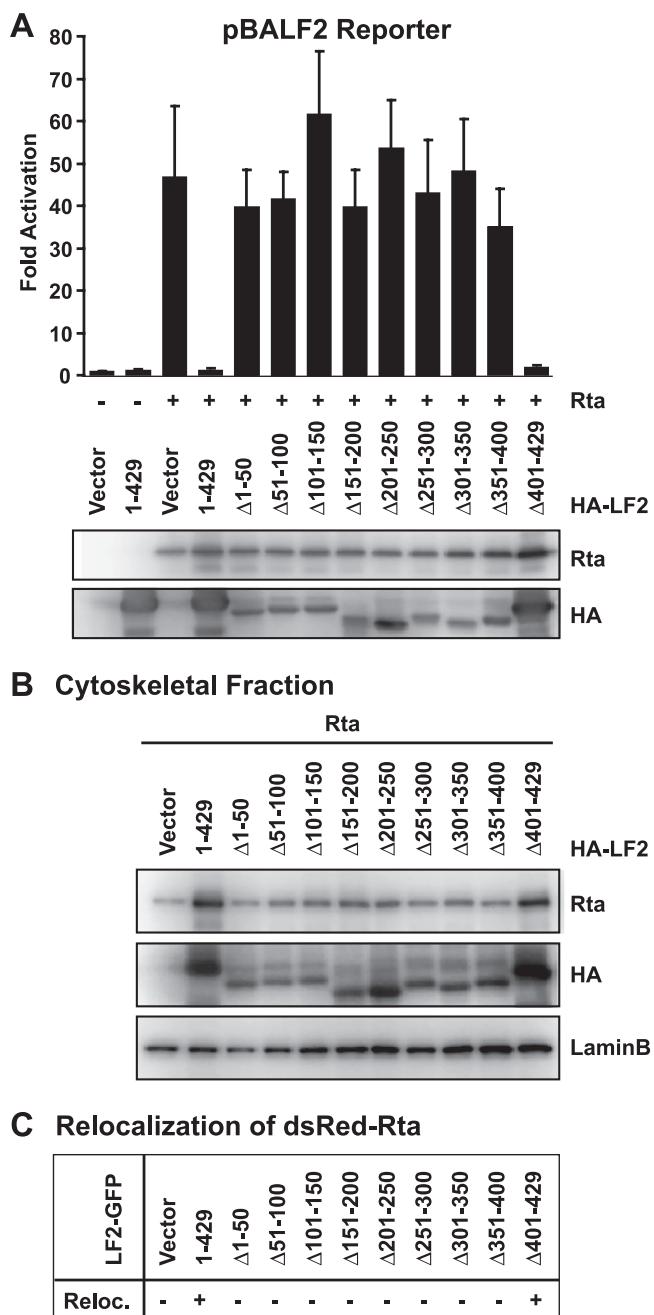 A
pBALF2 Reporter
Fold Activation
80
70
60
50
40
30
20
10
0
- - + + + + + + + + + + + Rta
Vector 1-429 Vector 1-429 Δ1-50 Δ51-100 Δ101-150 Δ151-200 Δ201-250 Δ251-300 Δ301-350 Δ351-400 Δ401-429 HA-LF2
Rta
HA
B Cytoskeletal Fraction
Rta
Vector 1-429 Δ1-50 Δ51-100 Δ101-150 Δ151-200 Δ201-250 Δ251-300 Δ301-350 Δ351-400 Δ401-429 HA-LF2
Rta
HA
LaminB
C Relocalization of dsRed-Rta
LF2-GFP Vector 1-429 Δ1-50 Δ51-100 Δ101-150 Δ151-200 Δ201-250 Δ251-300 Δ301-350 Δ351-400 Δ401-429
Reloc. - + - - - - - - - - +